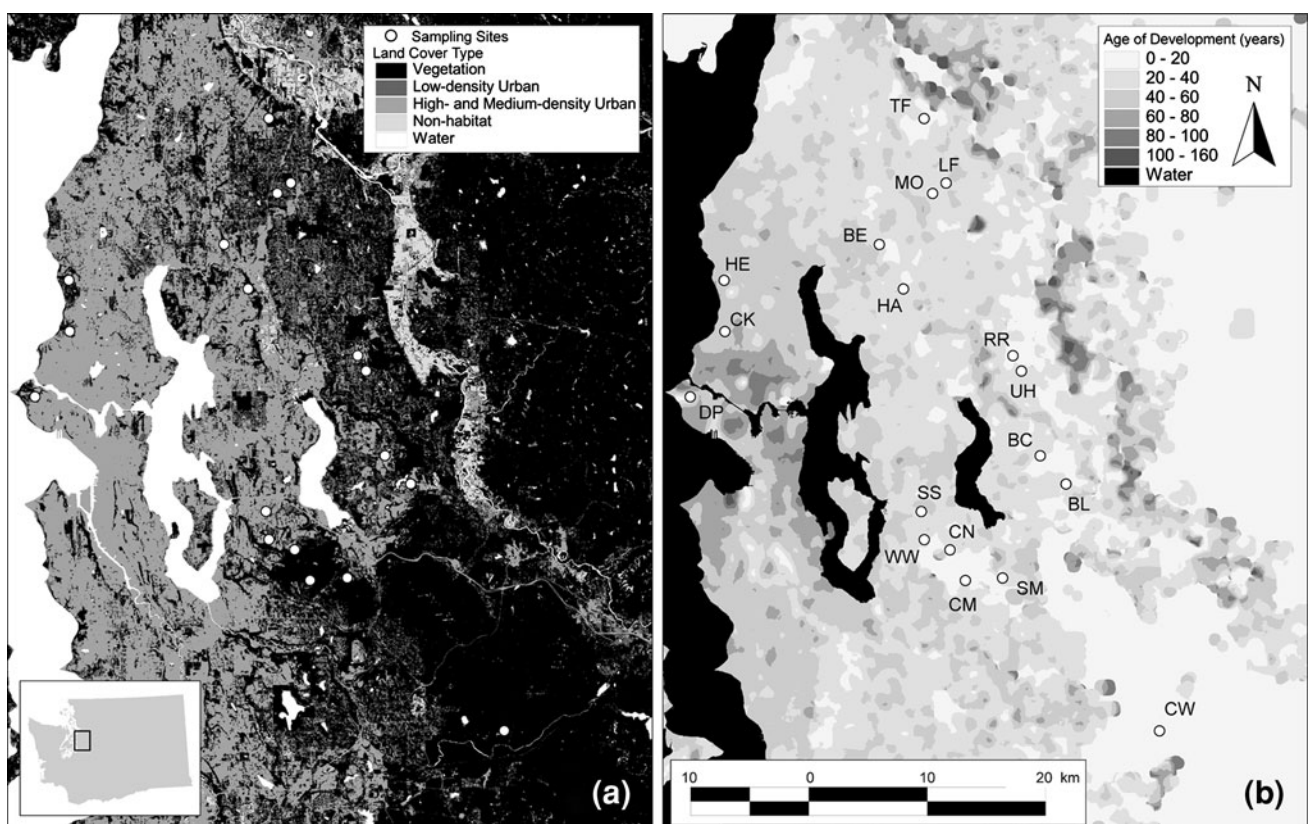 Sampling Sites
Land Cover Type
Vegetation
Low-density Urban
High- and Medium-density Urban
Non-habitat
Water
(a)
Age of Development (years)
0 - 20
20 - 40
40 - 60
60 - 80
80 - 100
100 - 160
Water
N
TF
LF
MO
BE
HE
HA
CK
RR
UH
DP
BC
BL
SS
CN
WW
SM
CM
CW
10 0 10 20 km
(b)